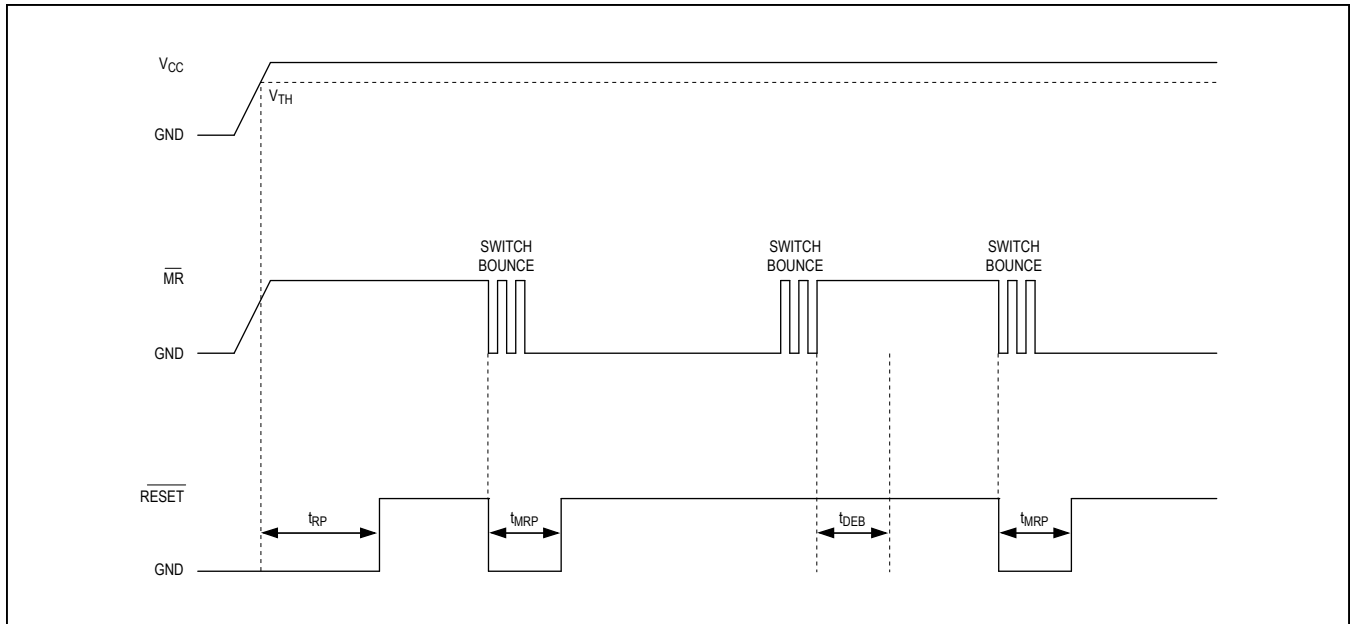 VCC
VTH
GND
SWITCH
BOUNCE
SWITCH
BOUNCE
SWITCH
BOUNCE
MR
GND
RESET
tRP
tMRP
tDEB
tMRP
GND